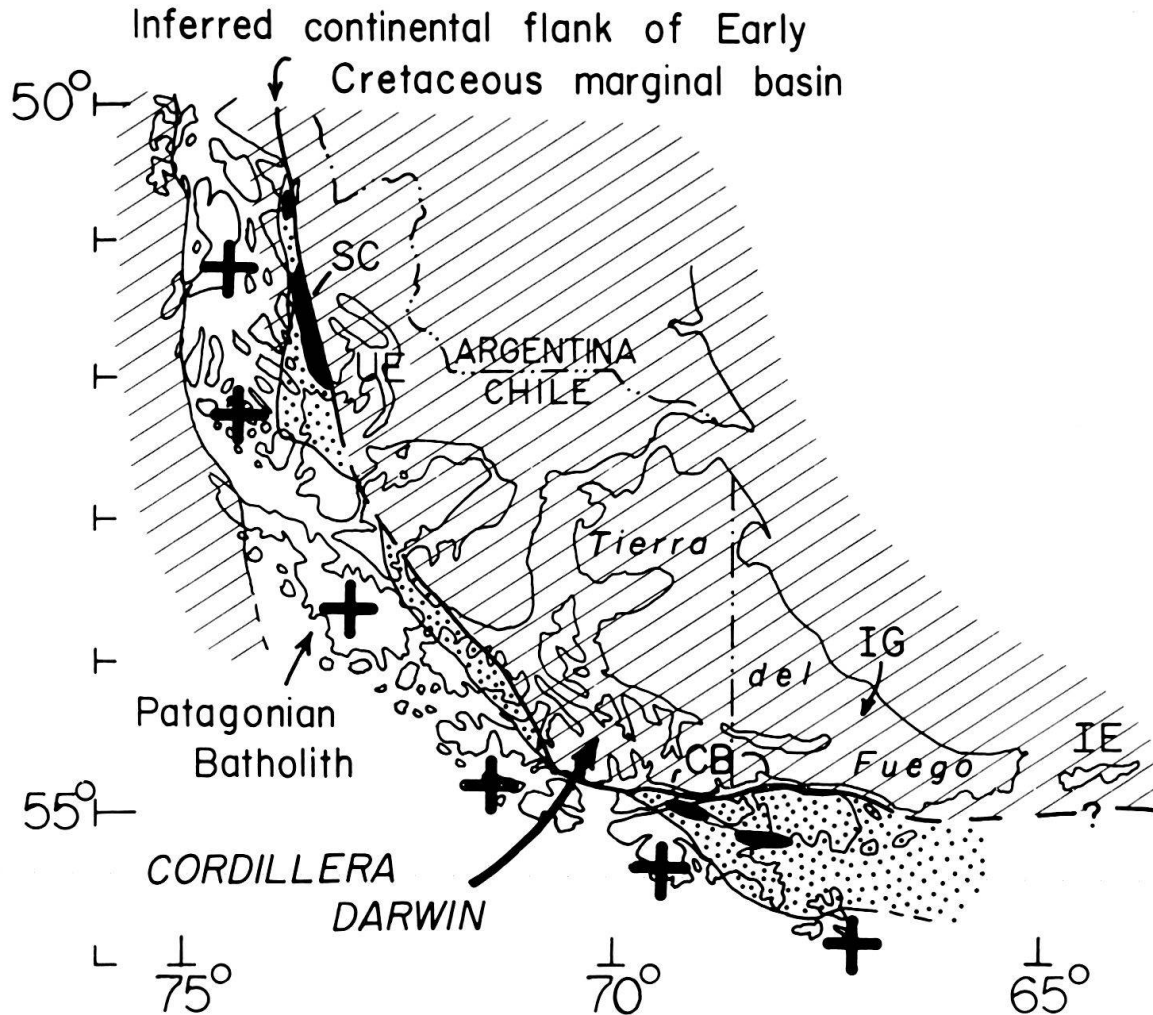 Inferred continental flank of Early
Cretaceous marginal basin
50°
SC
UE
ARGENTINA
CHILE
Tierra
del
IG
Patagonian
Batholith
CB
Fuego
IE
55°
?
CORDILLERA
DARWIN
75°
70°
65°